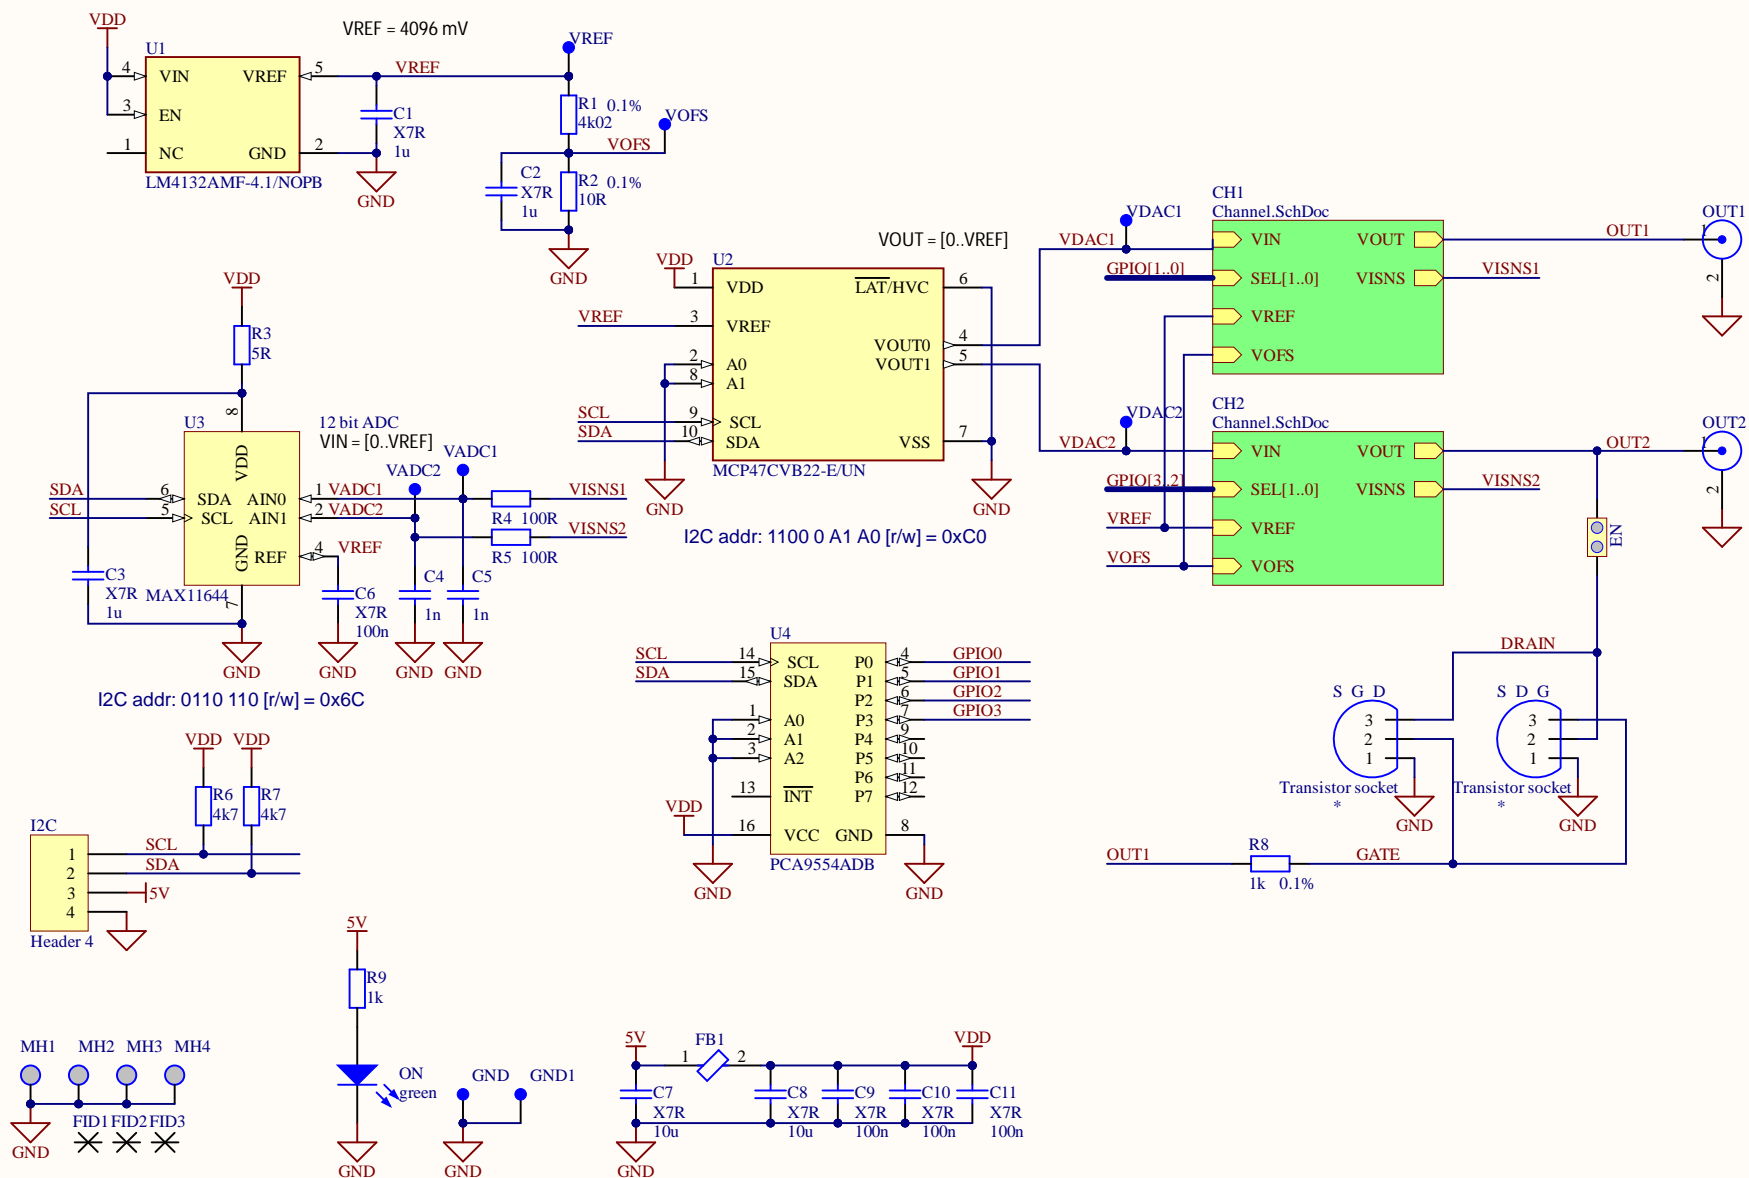 VDD
VREF = 4096 mV
VREF
U1
4 VIN VREF 5 VREF
3 EN
1 NC GND 2
LM4132AMF-4.1/NOPB
C1
X7R
1u
GND
R1 0.1%
4k02
VOFS
VOFS
C2
X7R
1u
R2 0.1%
10R
GND
VOUT = [0..VREF]
U2
VDD
1 VDD LAT/HVC 6
VREF 3 VREF
VOUT0 4
VOUT1 5
2 A0
8 A1
SCL 9 SCL
SDA 10 SDA VSS 7
MCP47CVB22-E/UN
GND
GND
I2C addr: 1100 0 A1 A0 [r/w] = 0xC0
CH1
Channel.SchDoc
VDAC1
VDAC1 VIN VOUT OUT1
GPIO[1..0] SEL[1..0] VISNS VISNS1
VREF
VOFS
OUT1
1
2
CH2
Channel.SchDoc
VDAC2
VDAC2 VIN VOUT OUT2
GPIO[3..2] SEL[1..0] VISNS VISNS2
VREF VREF
VOFS VOFS
OUT2
1
2
EN
VDD
R3
5R
U3
8
12 bit ADC
VIN = [0..VREF]
VDD
SDA 6 SDA AIN0 1 VADC1
SCL 5 SCL AIN1 2 VADC2
GND REF 4 VREF
MAX11644
7
VADC2
VADC1
R4 100R VISNS1
R5 100R VISNS2
C3
X7R
1u
C6
X7R
100n
C4
1n
C5
1n
GND
GND
GND
GND
I2C addr: 0110 110 [r/w] = 0x6C
VDD VDD
R6
4k7
R7
4k7
I2C
1 SCL
2 SDA
3 5V
4
Header 4
U4
SCL 14 SCL P0 4 GPIO0
SDA 15 SDA P1 5 GPIO1
P2 6 GPIO2
1 A0 P3 7 GPIO3
2 A1 P4 9
3 A2 P5 10
P6 11
13 INT P7 12
VDD
16 VCC GND 8
PCA9554ADB
GND
GND
DRAIN
S G D
3
2
1
Transistor socket
*
GND
S D G
3
2
1
Transistor socket
*
GND
OUT1
R8
1k 0.1%
GATE
5V
R9
1k
ON
green
GND
MH1 MH2 MH3 MH4
FID1 FID2 FID3
GND
GND GND1
GND
5V
1 FB1 2
VDD
C7
X7R
10u
C8
X7R
10u
C9
X7R
100n
C10
X7R
100n
C11
X7R
100n
GND